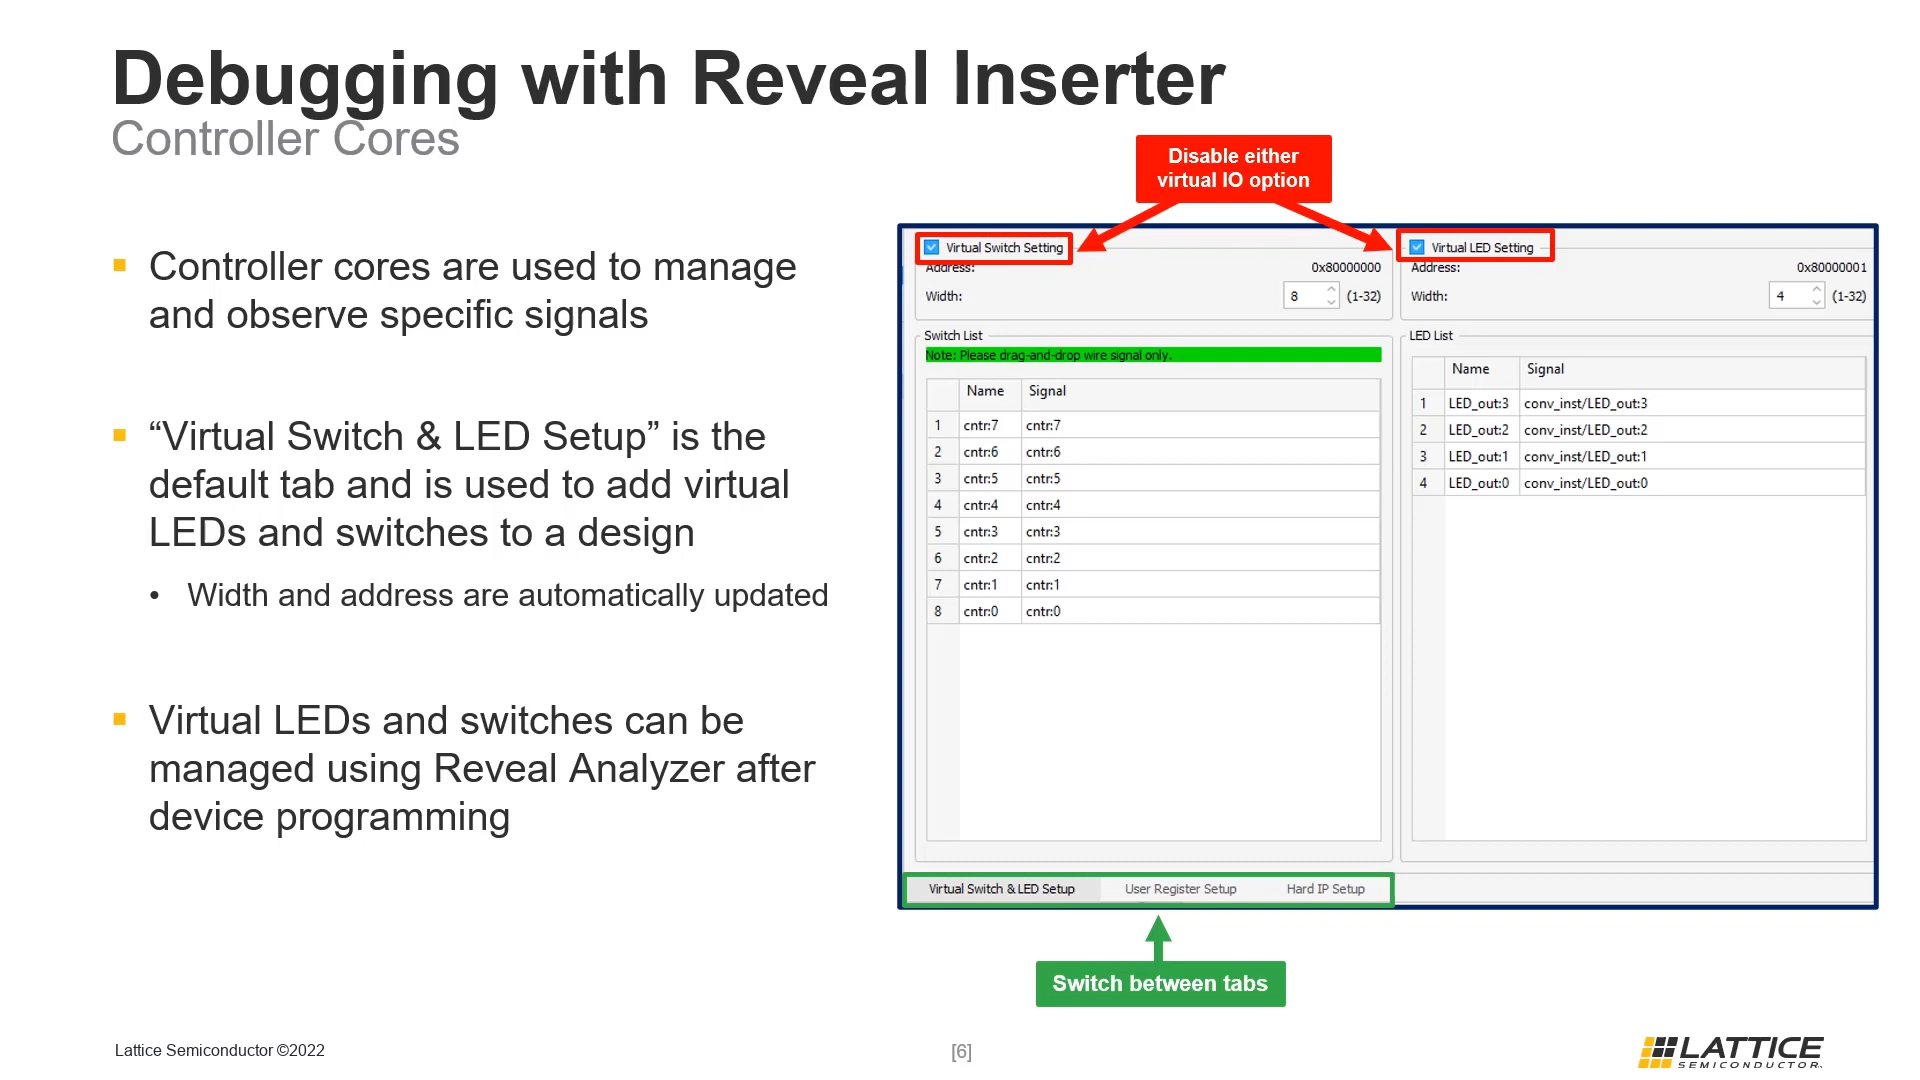 Debugging with Reveal Inserter
Controller Cores
Controller cores are used to manage
and observe specific signals
“Virtual Switch & LED Setup” is the
default tab and is used to add virtual
LEDs and switches to a design
• Width and address are automatically updated
Virtual LEDs and switches can be
managed using Reveal Analyzer after
device programming
Disable either
virtual IO option
Virtual Switch Setting
Address: 0x80000000
Width: 8 (1-32)
Switch List
Note: Please drag-and-drop wire signal only.
Name Signal
1 cntr:7 cntr:7
2 cntr:6 cntr:6
3 cntr:5 cntr:5
4 cntr:4 cntr:4
5 cntr:3 cntr:3
6 cntr:2 cntr:2
7 cntr:1 cntr:1
8 cntr:0 cntr:0
Virtual LED Setting
Address: 0x80000001
Width: 4 (1-32)
LED List
Name Signal
1 LED_out:3 conv_inst/LED_out:3
2 LED_out:2 conv_inst/LED_out:2
3 LED_out:1 conv_inst/LED_out:1
4 LED_out:0 conv_inst/LED_out:0
Virtual Switch & LED Setup User Register Setup Hard IP Setup
Switch between tabs
Lattice Semiconductor ©2022
[6]
LATTICE
SEMICONDUCTOR